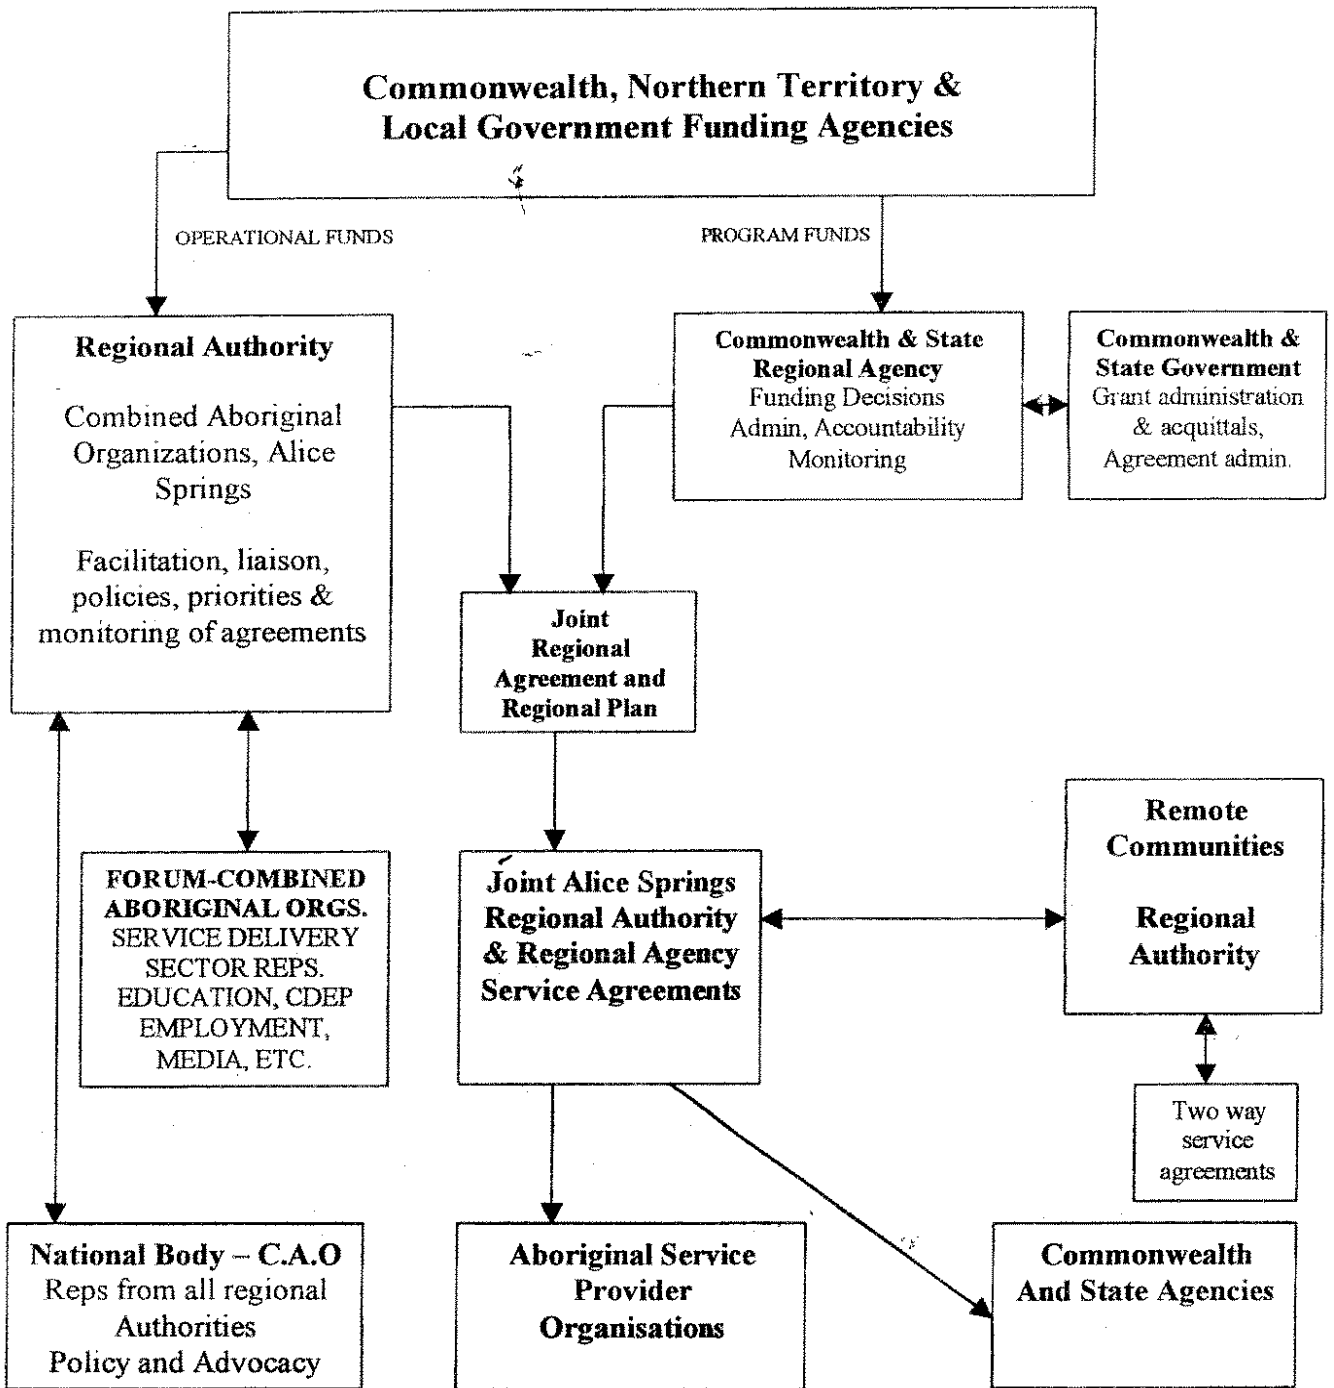 Commonwealth, Northern Territory &
Local Government Funding Agencies
OPERATIONAL FUNDS
PROGRAM FUNDS
Regional Authority
Combined Aboriginal
Organizations, Alice
Springs
Facilitation, liaison,
policies, priorities &
monitoring of agreements
Commonwealth & State
Regional Agency
Funding Decisions
Admin, Accountability
Monitoring
Commonwealth &
State Government
Grant administration
& acquittals,
Agreement admin.
Joint
Regional
Agreement and
Regional Plan
FORUM-COMBINED
ABORIGINAL ORGS.
SERVICE DELIVERY
SECTOR REPS.
EDUCATION, CDEP
EMPLOYMENT,
MEDIA, ETC.
Joint Alice Springs
Regional Authority
& Regional Agency
Service Agreements
Remote
Communities
Regional
Authority
Two way
service
agreements
National Body – C.A.O
Reps from all regional
Authorities
Policy and Advocacy
Aboriginal Service
Provider
Organisations
Commonwealth
And State Agencies